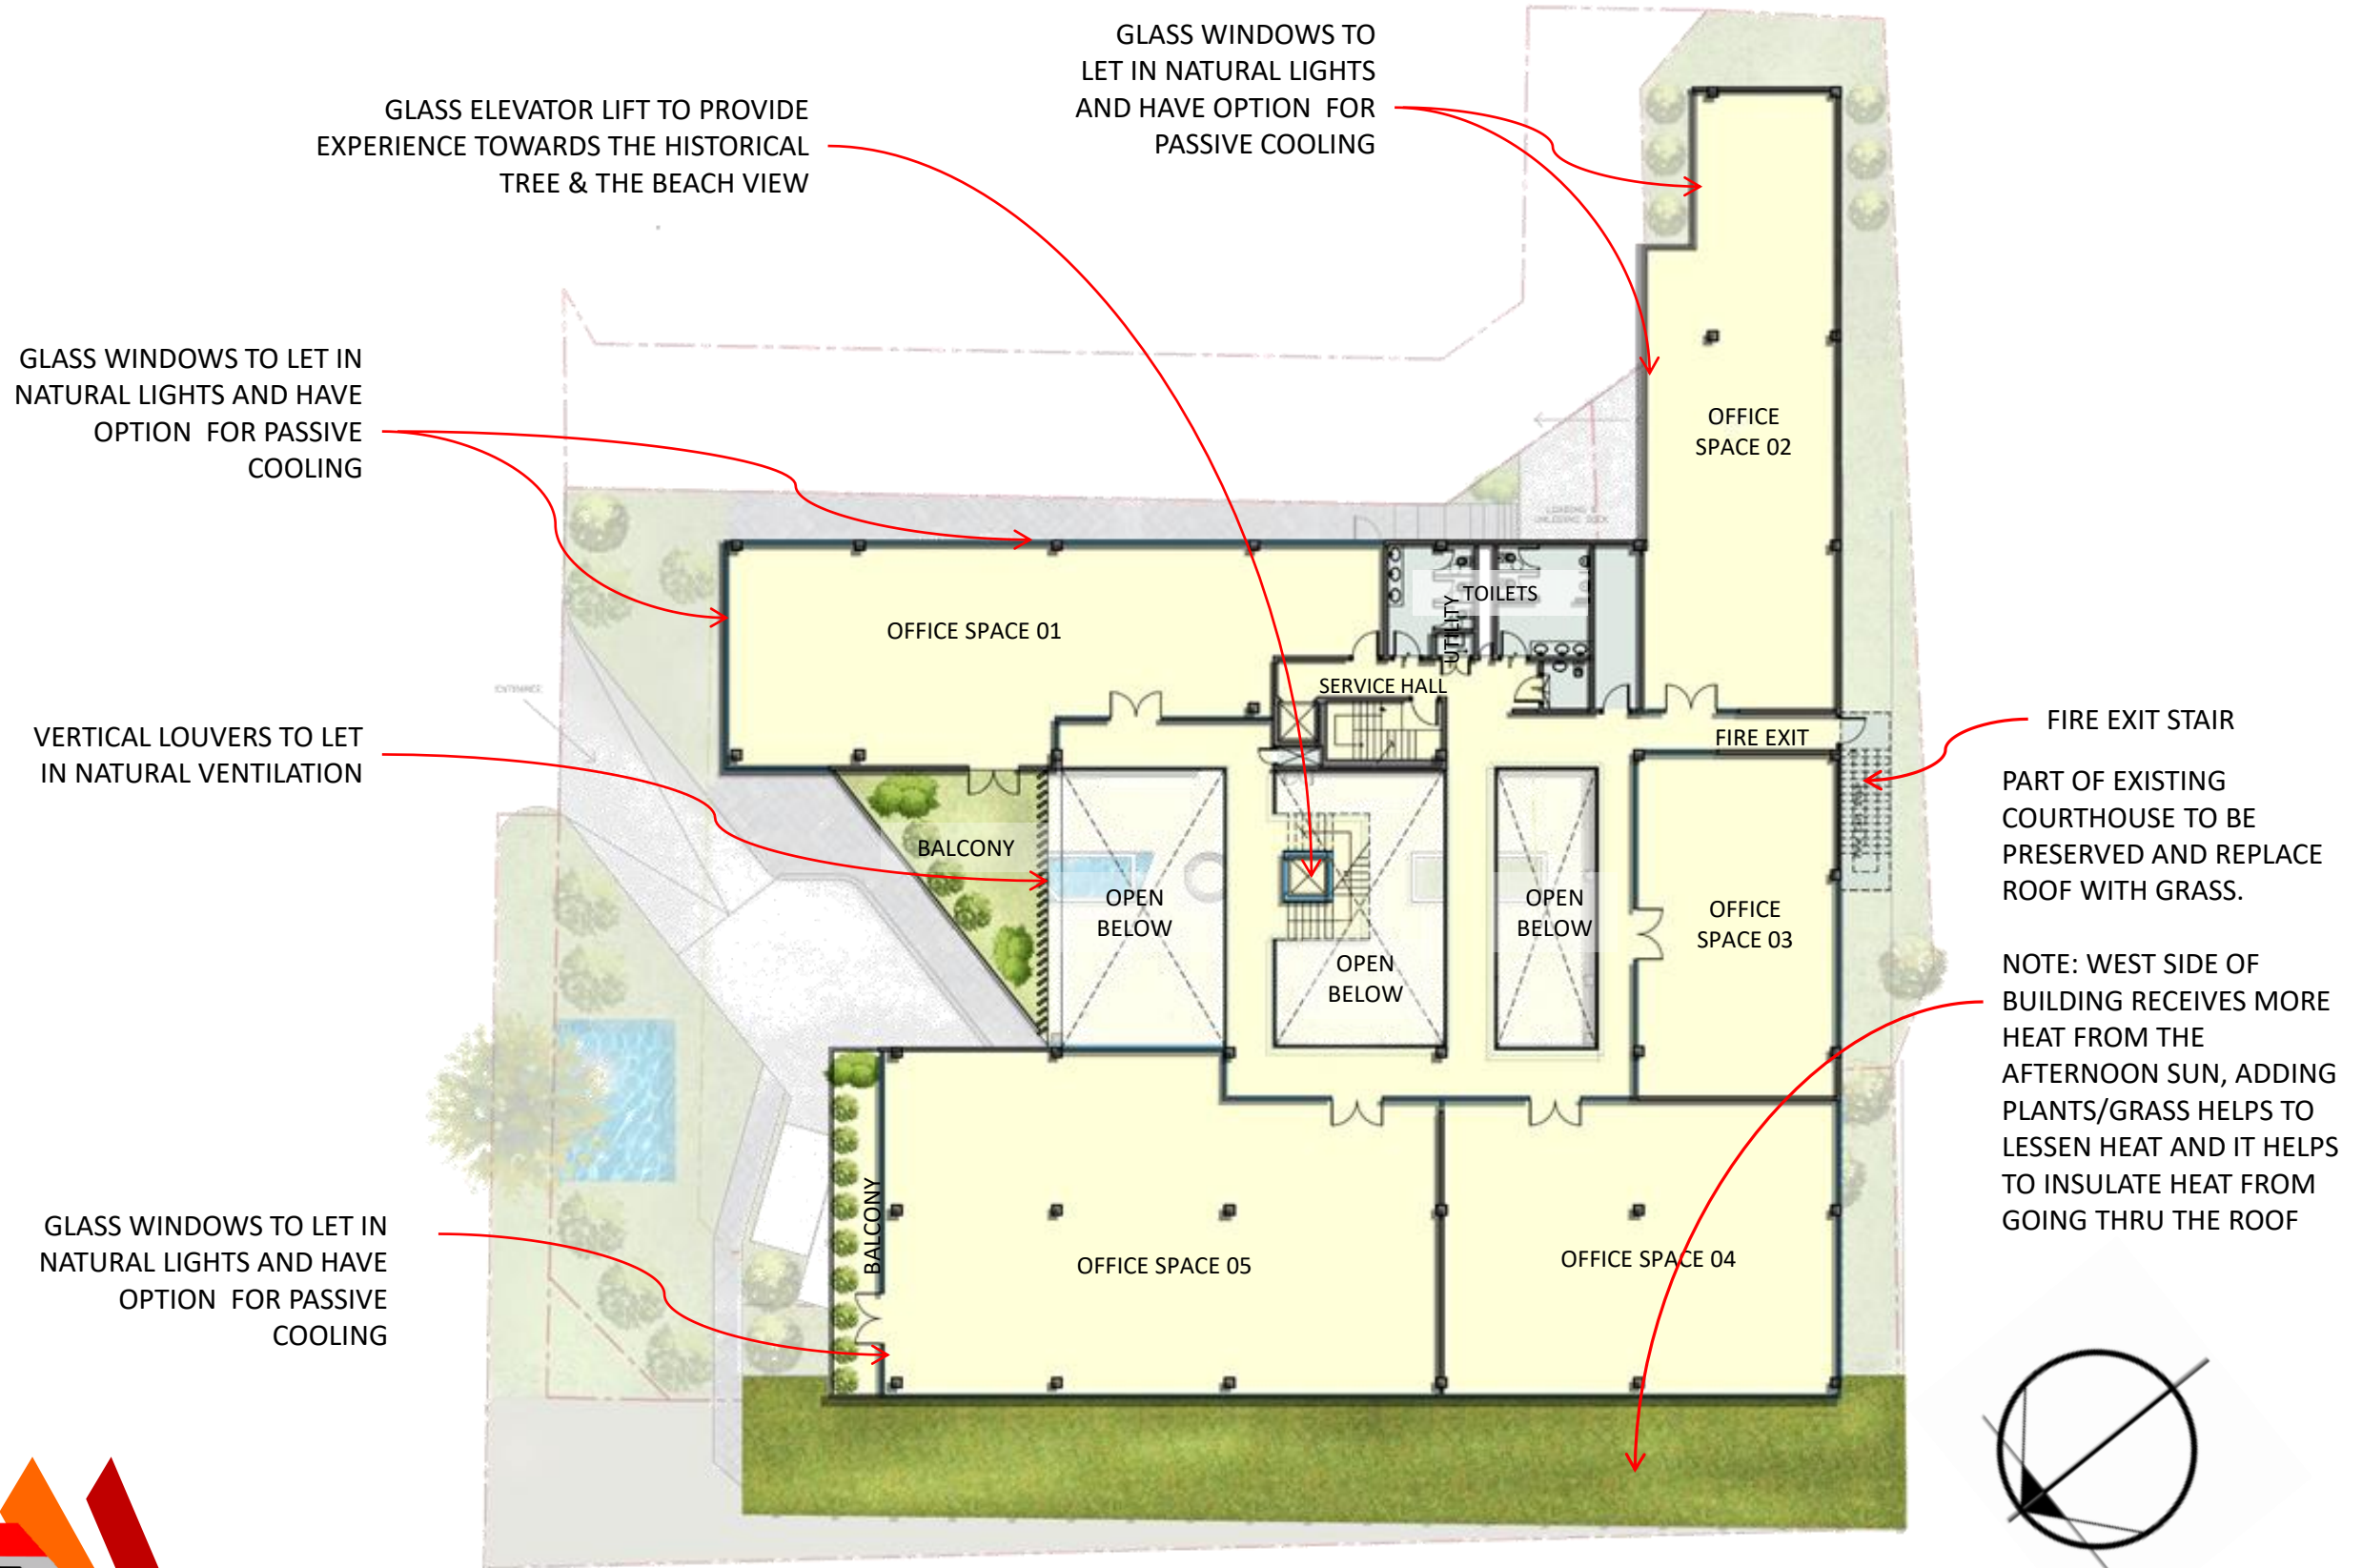 GLASS WINDOWS TO
LET IN NATURAL LIGHTS
AND HAVE OPTION  FOR
PASSIVE COOLING
GLASS ELEVATOR LIFT TO PROVIDE
EXPERIENCE TOWARDS THE HISTORICAL
TREE & THE BEACH VIEW
GLASS WINDOWS TO LET IN
NATURAL LIGHTS AND HAVE
OPTION  FOR PASSIVE
COOLING
OFFICE
SPACE 02
LOADING &
UNLOADING DOCK
TOILETS
UTILITY
OFFICE SPACE 01
SERVICE HALL
ENTRANCE
VERTICAL LOUVERS TO LET
IN NATURAL VENTILATION
FIRE EXIT
FIRE EXIT STAIR
PART OF EXISTING
COURTHOUSE TO BE
PRESERVED AND REPLACE
ROOF WITH GRASS.
BALCONY
OPEN
BELOW
OPEN
BELOW
OPEN
BELOW
OFFICE
SPACE 03
NOTE: WEST SIDE OF
BUILDING RECEIVES MORE
HEAT FROM THE
AFTERNOON SUN, ADDING
PLANTS/GRASS HELPS TO
LESSEN HEAT AND IT HELPS
TO INSULATE HEAT FROM
GOING THRU THE ROOF
GLASS WINDOWS TO LET IN
NATURAL LIGHTS AND HAVE
OPTION  FOR PASSIVE
COOLING
BALCONY
OFFICE SPACE 05
OFFICE SPACE 04